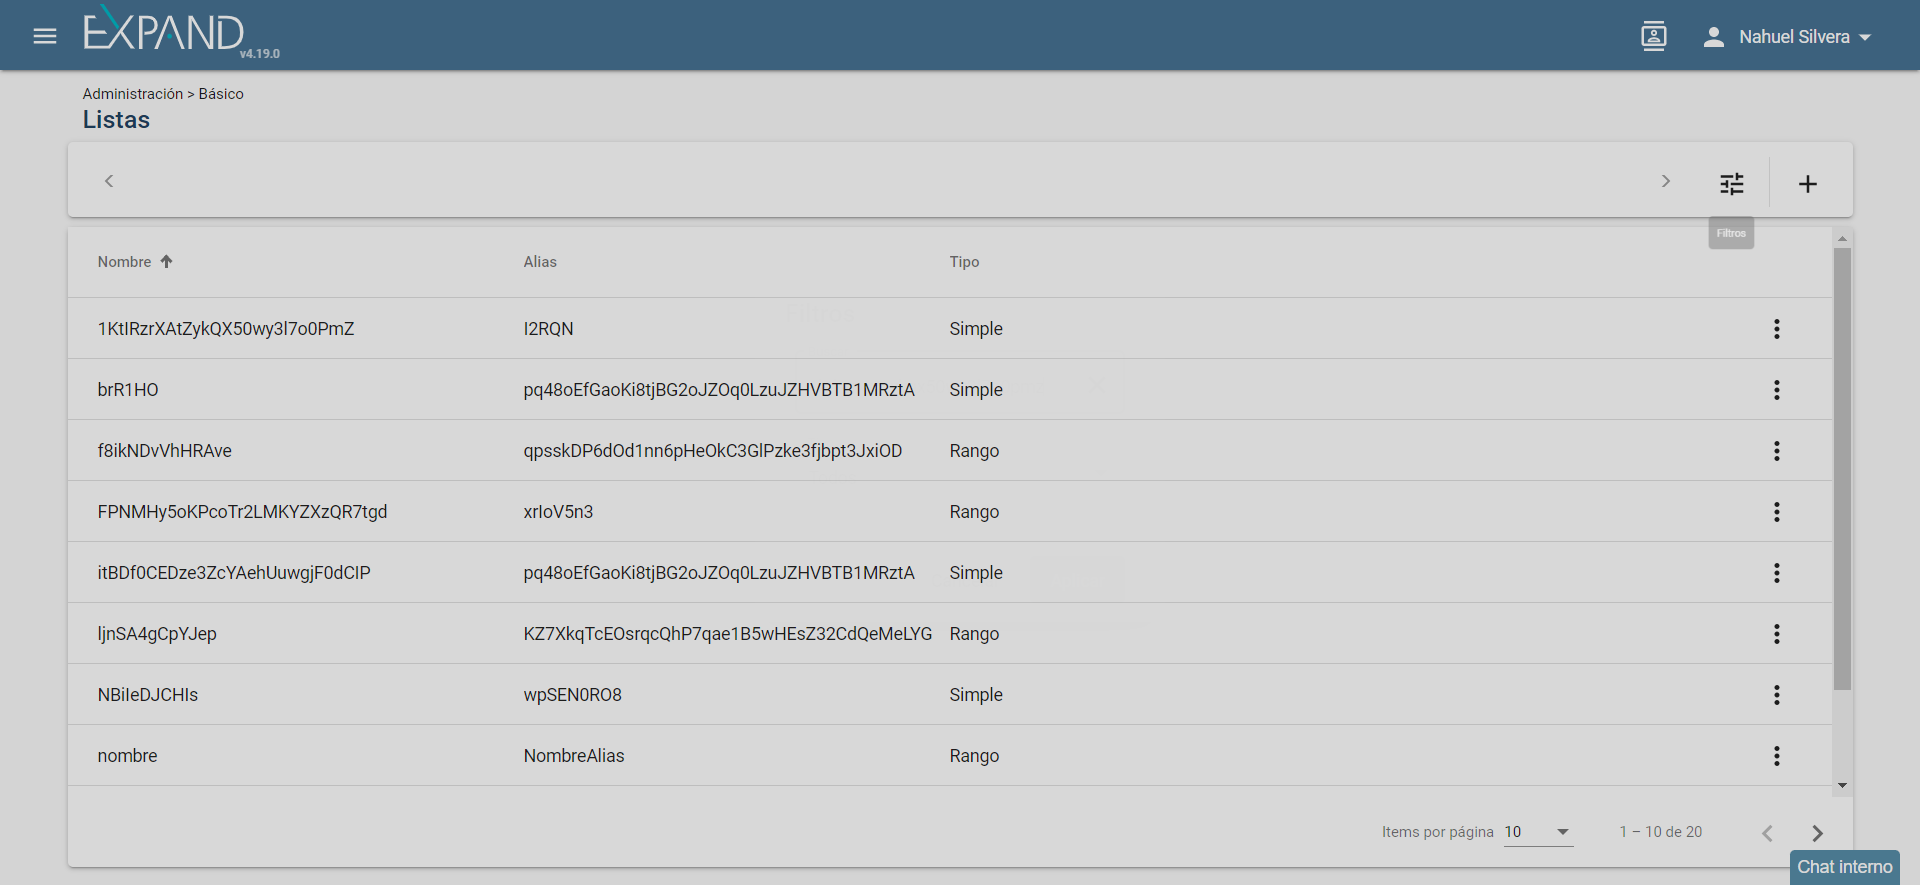 EXPAND
v4.19.0
Nahuel Silvera
Administración > Básico
Listas
Filtros
Nombre Alias Tipo
1KtIRzrXAtZykQX50wy3l7o0PmZ I2RQN Simple
brR1HO pq48oEfGaoKi8tjBG2oJZOq0LzuJZHVBTB1MRztA Simple
f8ikNDvVhHRAve qpsskDP6dOd1nn6pHeOkC3GlPzke3fjbpt3JxiOD Rango
FPNMHy5oKPcoTr2LMKYZXzQR7tgd xrIoV5n3 Rango
itBDf0CEDze3ZcYAehUuwgjF0dCIP pq48oEfGaoKi8tjBG2oJZOq0LzuJZHVBTB1MRztA Simple
ljnSA4gCpYJep KZ7XkqTcEOsrqcQhP7qae1B5wHEsZ32CdQeMeLYG Rango
NBiIeDJCHIs wpSEN0RO8 Simple
nombre NombreAlias Rango
Items por página 10 1 – 10 de 20
Chat interno